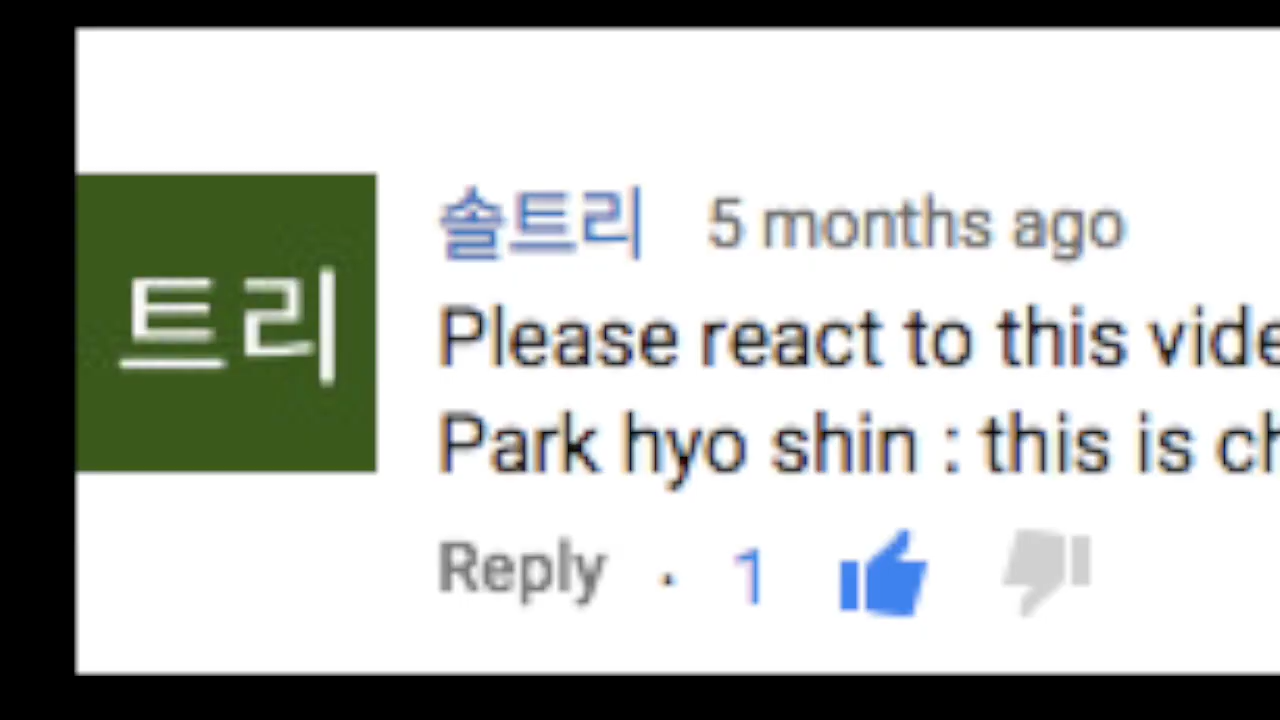 트리
솔트리 5 months ago
Please react to this vide
Park hyo shin : this is ch
Reply · 1